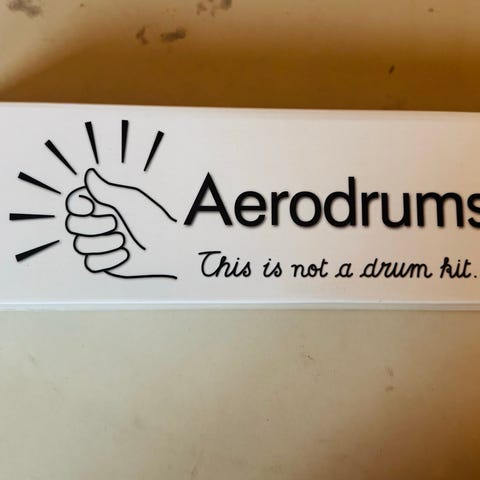 Aerodrums
This is not a drum kit.